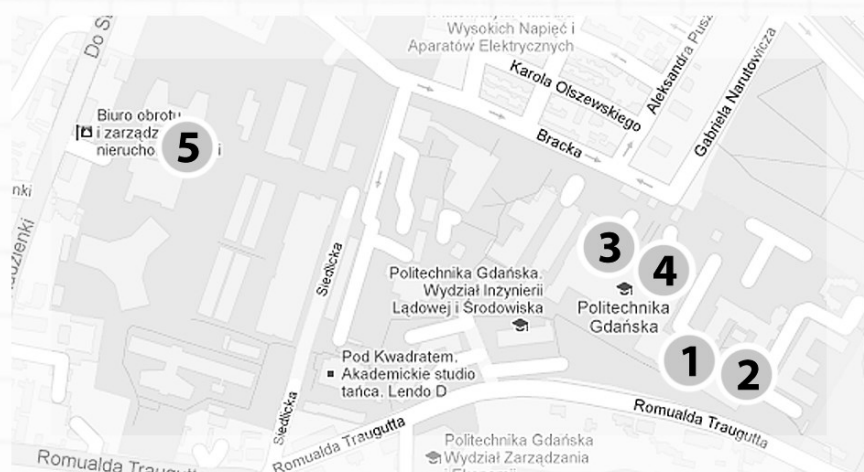 Do
Wysokich Napięć i
Aparatów Elektrycznych
Karola Olszewskiego
Aleksandra
Gabriela Narutowicza
Bracka
Biuro obrotu
i zarządz
nierucho
i
5
nki
Siedlicka
3
4
Politechnika Gdańska.
Wydział Inżynierii
Lądowej i Środowiska
Politechnika
Gdańska
1
2
Pod Kwadratem.
Akademickie studio
tańca. Lendo D
Siedlicka
Romualda Traugutta
Romualda Traugutta
Romualda
Politechnika Gdańska
Wydział Zarządzania